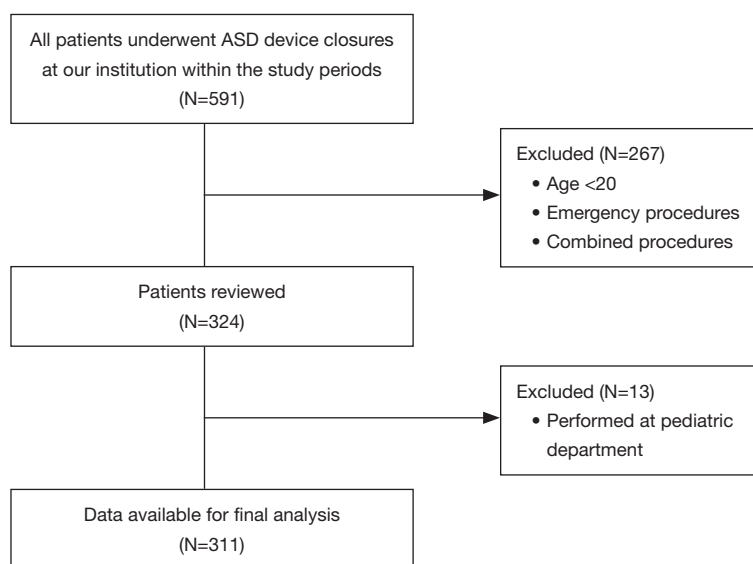 All patients underwent ASD device closures
at our institution within the study periods
(N=591)
Excluded (N=267)
• Age <20
• Emergency procedures
• Combined procedures
Patients reviewed
(N=324)
Excluded (N=13)
• Performed at pediatric
department
Data available for final analysis
(N=311)